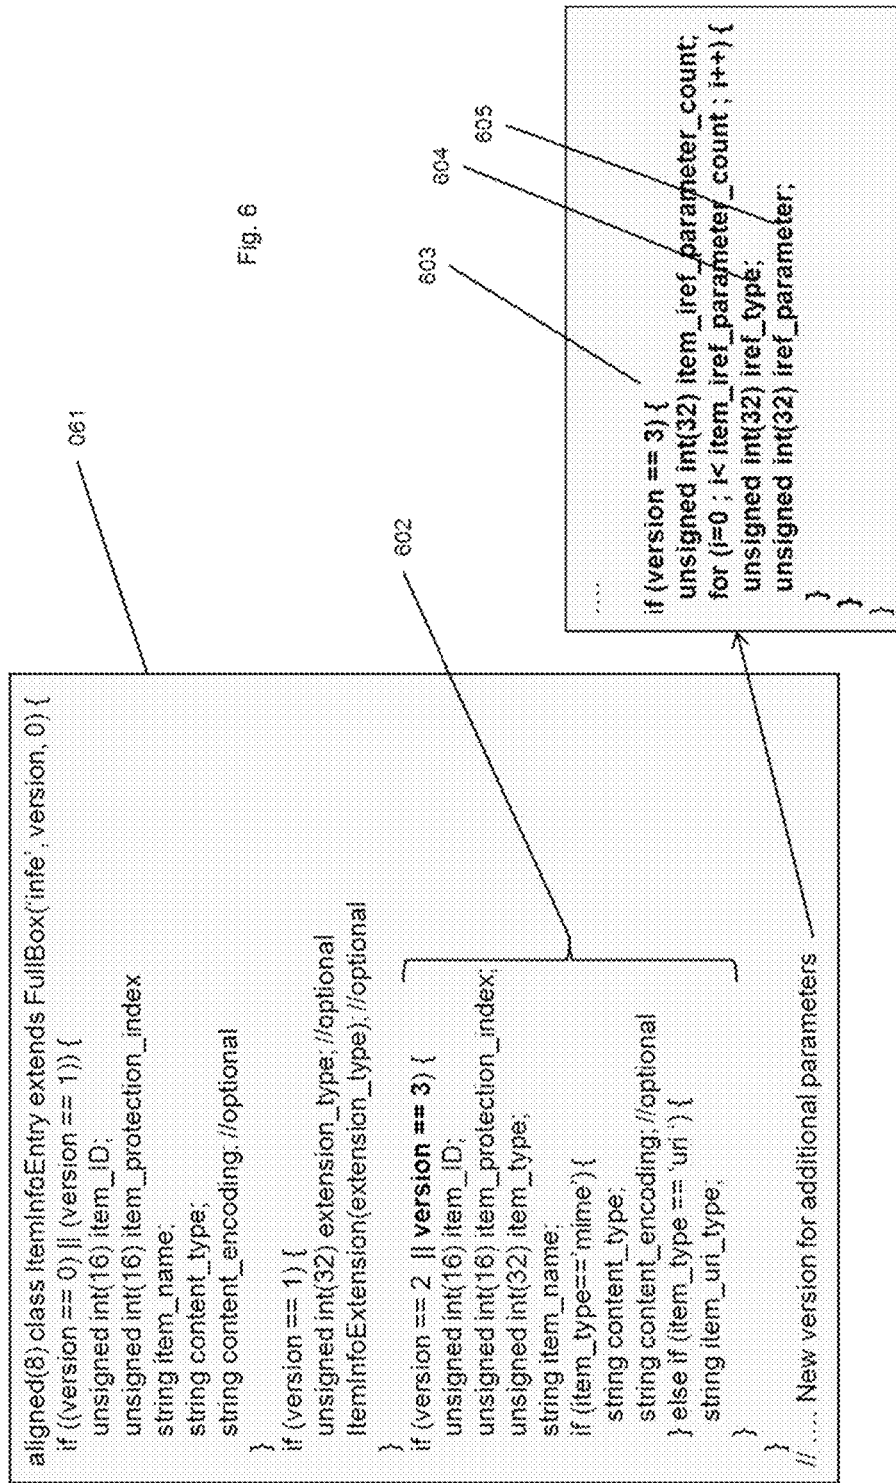 aligned(8) class ItemInfoEntry extends FullBox('infe', version, 0) {
if ((version == 0) || (version == 1)) {
unsigned int(16) item_ID;
unsigned int(16) item_protection_index
string item_name;
string content_type;
string content_encoding; //optional
}
if (version == 1) {
unsigned int(32) extension_type; //optional
ItemInfoExtension(extension_type); //optional
}
if (version == 2 || version == 3) {
unsigned int(16) item_ID;
unsigned int(16) item_protection_index;
unsigned int(32) item_type;
string item_name;
if (item_type=='mime') {
string content_type;
string content_encoding; //optional
} else if (item_type == 'uri ') {
string item_uri_type;
}
}
// .... New version for additional parameters
061
602
Fig. 6
603
604
605
....
if (version == 3) {
unsigned int(32) item_iref_parameter_count;
for (i=0 ; i< item_iref_parameter_count ; i++) {
unsigned int(32) iref_type;
unsigned int(32) iref_parameter;
}
}
}